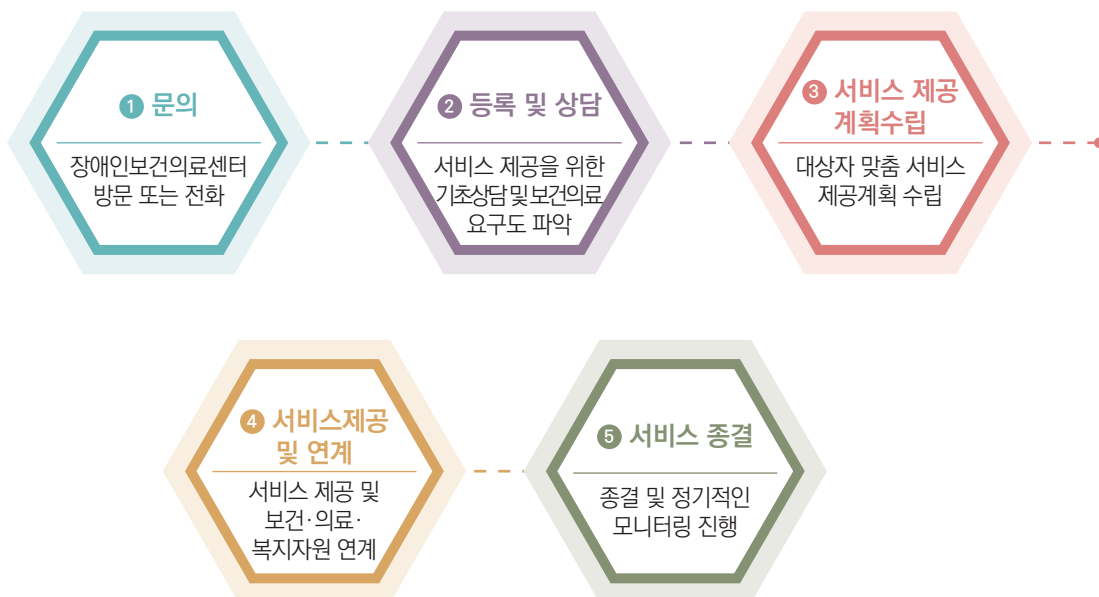 ❶ 문의
장애인보건의료센터
방문 또는 전화
❷ 등록 및 상담
서비스 제공을 위한
기초상담 및 보건의료
요구도 파악
❸ 서비스 제공
계획수립
대상자 맞춤 서비스
제공계획 수립
❹ 서비스제공
및 연계
서비스 제공 및
보건·의료·
복지자원 연계
❺ 서비스 종결
종결 및 정기적인
모니터링 진행